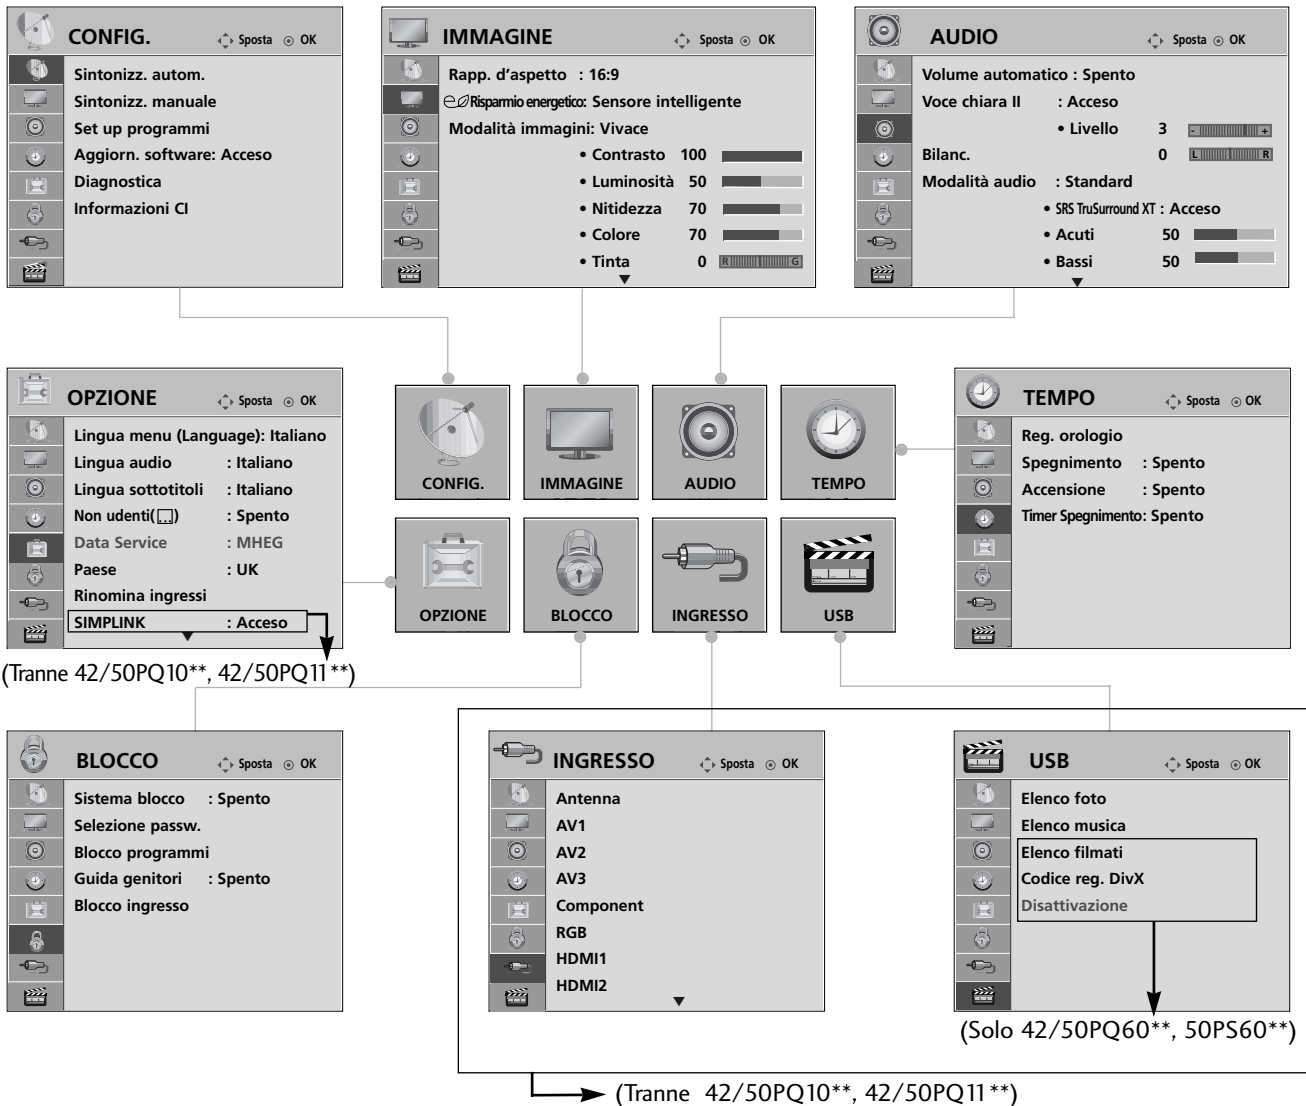 CONFIG. Sposta OK
Sintonizz. autom.
Sintonizz. manuale
Set up programmi
Aggiorn. software: Acceso
Diagnostica
Informazioni CI
IMMAGINE Sposta OK
Rapp. d'aspetto : 16:9
Risparmio energetico: Sensore intelligente
Modalità immagini: Vivace
• Contrasto 100
• Luminosità 50
• Nitidezza 70
• Colore 70
• Tinta 0 R G
AUDIO Sposta OK
Volume automatico : Spento
Voce chiara II : Acceso
• Livello 3 - +
Bilanc. 0 L R
Modalità audio : Standard
• SRS TruSurround XT : Acceso
• Acuti 50
• Bassi 50
OPZIONE Sposta OK
Lingua menu (Language): Italiano
Lingua audio : Italiano
Lingua sottotitoli : Italiano
Non udenti(...) : Spento
Data Service : MHEG
Paese : UK
Rinomina ingressi
SIMPLINK : Acceso
(Tranne 42/50PQ10**, 42/50PQ11**)
CONFIG.
IMMAGINE
AUDIO
TEMPO
OPZIONE
BLOCCO
INGRESSO
USB
TEMPO Sposta OK
Reg. orologio
Spegnimento : Spento
Accensione : Spento
Timer Spegnimento: Spento
BLOCCO Sposta OK
Sistema blocco : Spento
Selezione passw.
Blocco programmi
Guida genitori : Spento
Blocco ingresso
INGRESSO Sposta OK
Antenna
AV1
AV2
AV3
Component
RGB
HDMI1
HDMI2
USB Sposta OK
Elenco foto
Elenco musica
Elenco filmati
Codice reg. DivX
Disattivazione
(Solo 42/50PQ60**, 50PS60**)
(Tranne 42/50PQ10**, 42/50PQ11**)